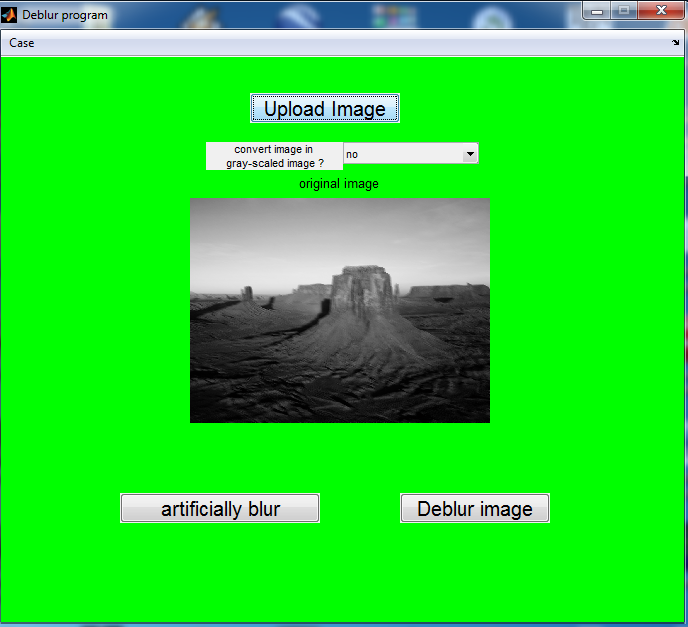 Deblur program
Case
Upload Image
convert image in
gray-scaled image ?
no
original image
artificially blur
Deblur image